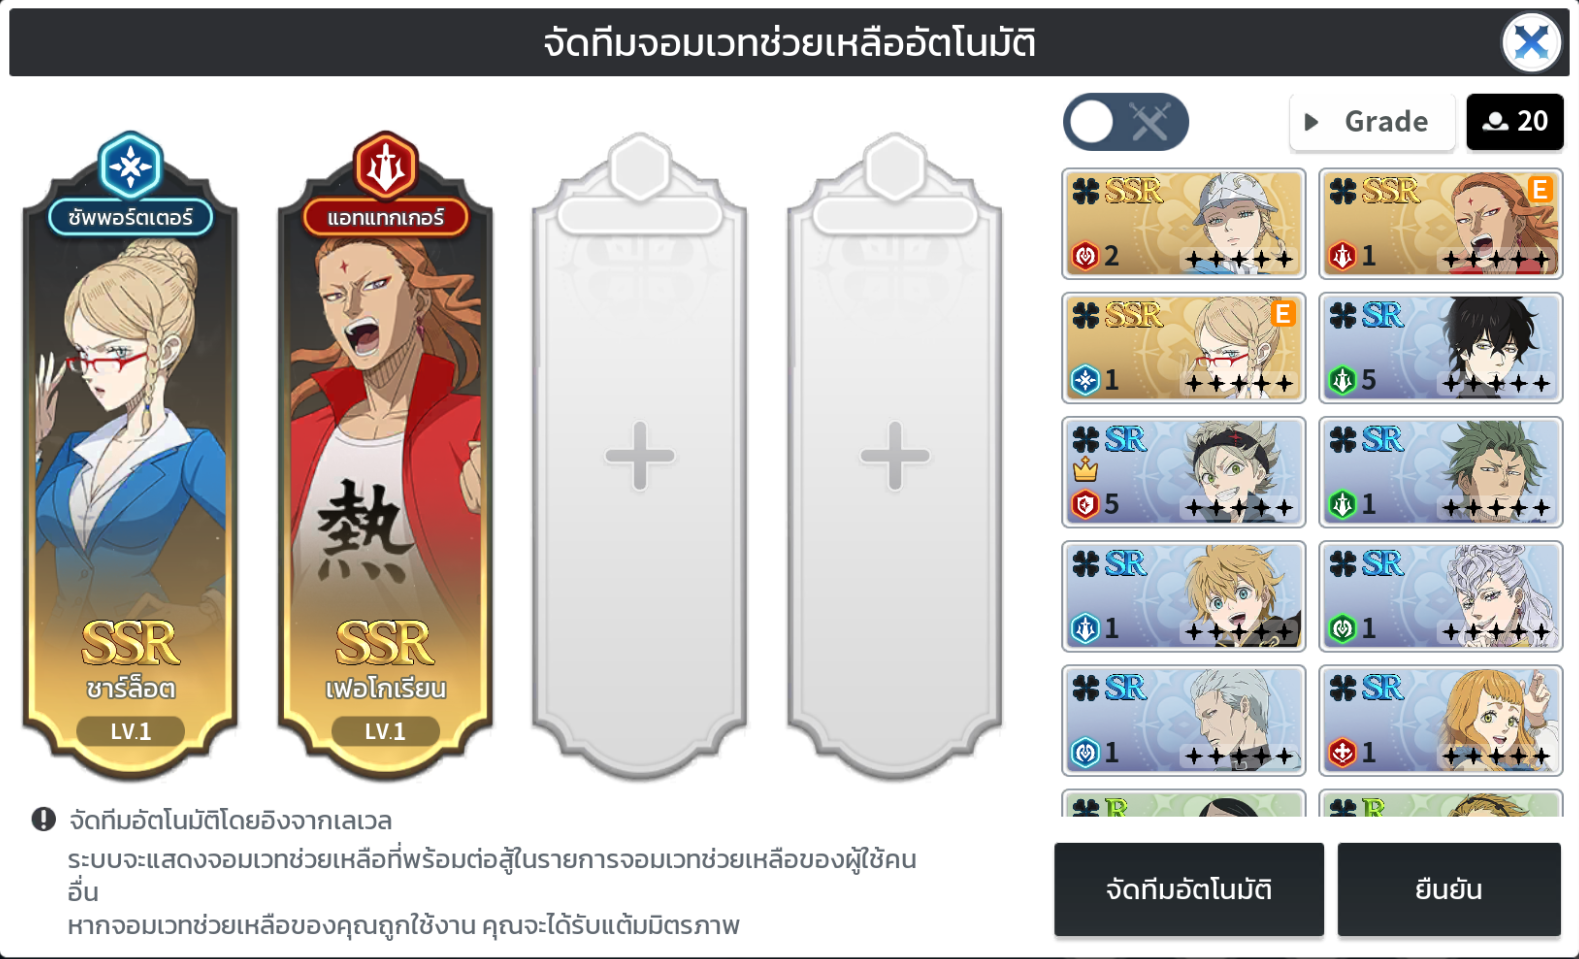 จัดทีมจอมเวทช่วยเหลืออัตโนมัติ
Grade
20
ซัพพอร์ตเตอร์
แอทแทกเกอร์
熱
SSR
ชาร์ล็อต
LV.1
SSR
เฟอโกเรียน
LV.1
SSR
2
SSR
E
1
SSR
E
1
SR
5
SR
5
SR
1
SR
1
SR
1
SR
1
SR
1
R
R
จัดทีมอัตโนมัติโดยอิงจากเลเวล
ระบบจะแสดงจอมเวทช่วยเหลือที่พร้อมต่อสู้ในรายการจอมเวทช่วยเหลือของผู้ใช้คน
อื่น
หากจอมเวทช่วยเหลือของคุณถูกใช้งาน คุณจะได้รับแต้มมิตรภาพ
จัดทีมอัตโนมัติ
ยืนยัน